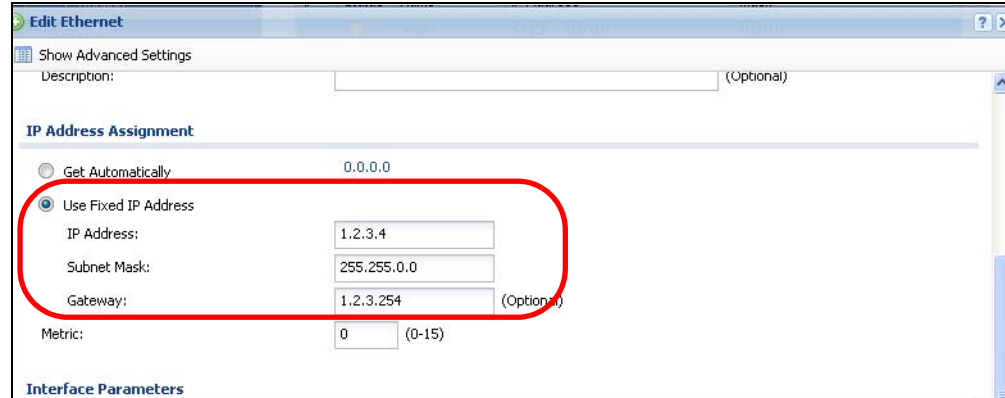 Edit Ethernet
Show Advanced Settings
Description: (Optional)
IP Address Assignment
Get Automatically 0.0.0.0
Use Fixed IP Address
IP Address: 1.2.3.4
Subnet Mask: 255.255.0.0
Gateway: 1.2.3.254 (Optional)
Metric: 0 (0-15)
Interface Parameters